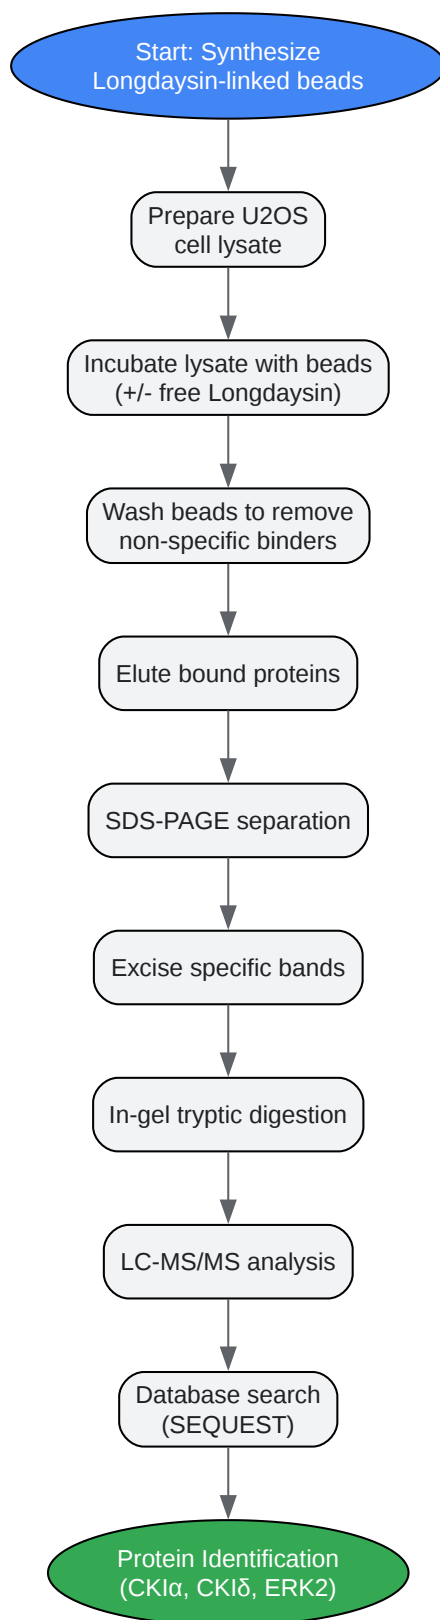 Start: Synthesize
Longdaysin-linked beads
Prepare U2OS
cell lysate
Incubate lysate with beads
(+/- free Longdaysin)
Wash beads to remove
non-specific binders
Elute bound proteins
SDS-PAGE separation
Excise specific bands
In-gel tryptic digestion
LC-MS/MS analysis
Database search
(SEQUEST)
Protein Identification
(CKIα, CKIδ, ERK2)